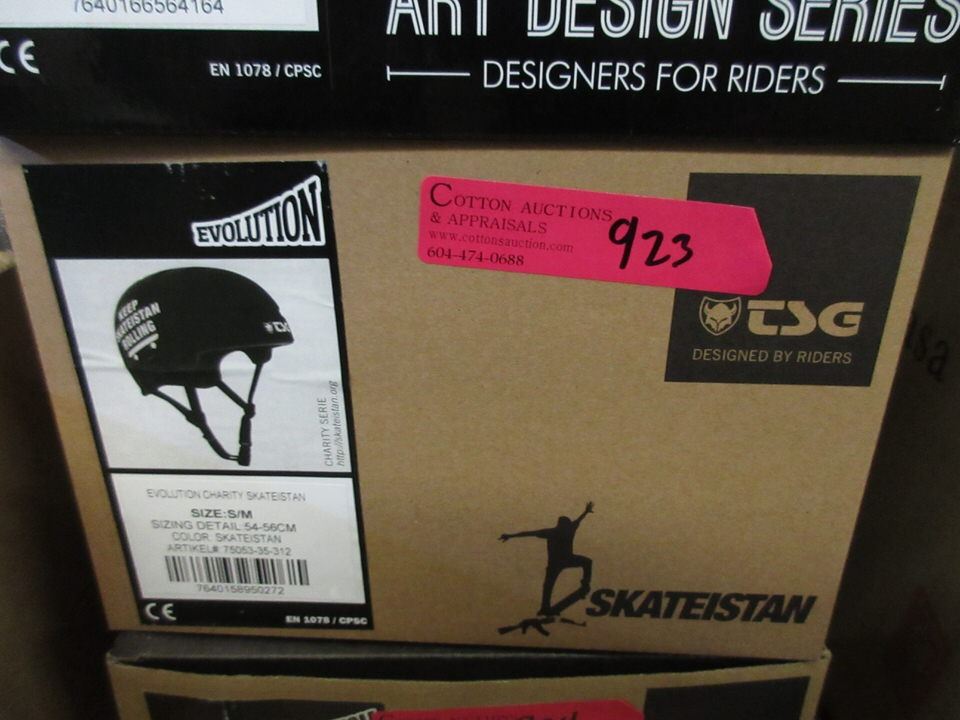 7640166564164
CE
EN 1078 / CPSC
ART DESIGN SERIES
DESIGNERS FOR RIDERS
EVOLUTION
KEEP
SKATEISTAN
ROLLING
TSG
CHARITY SERIE
http://skateistan.org
EVOLUTION CHARITY SKATEISTAN
SIZE:S/M
SIZING DETAIL:54-56CM
COLOR: SKATEISTAN
ARTIKEL# 75053-35-312
7640158950272
CE
EN 1078 / CPSC
COTTON AUCTIONS
& APPRAISALS
www.cottonsauction.com
604-474-0688
923
TSG
DESIGNED BY RIDERS
SKATEISTAN